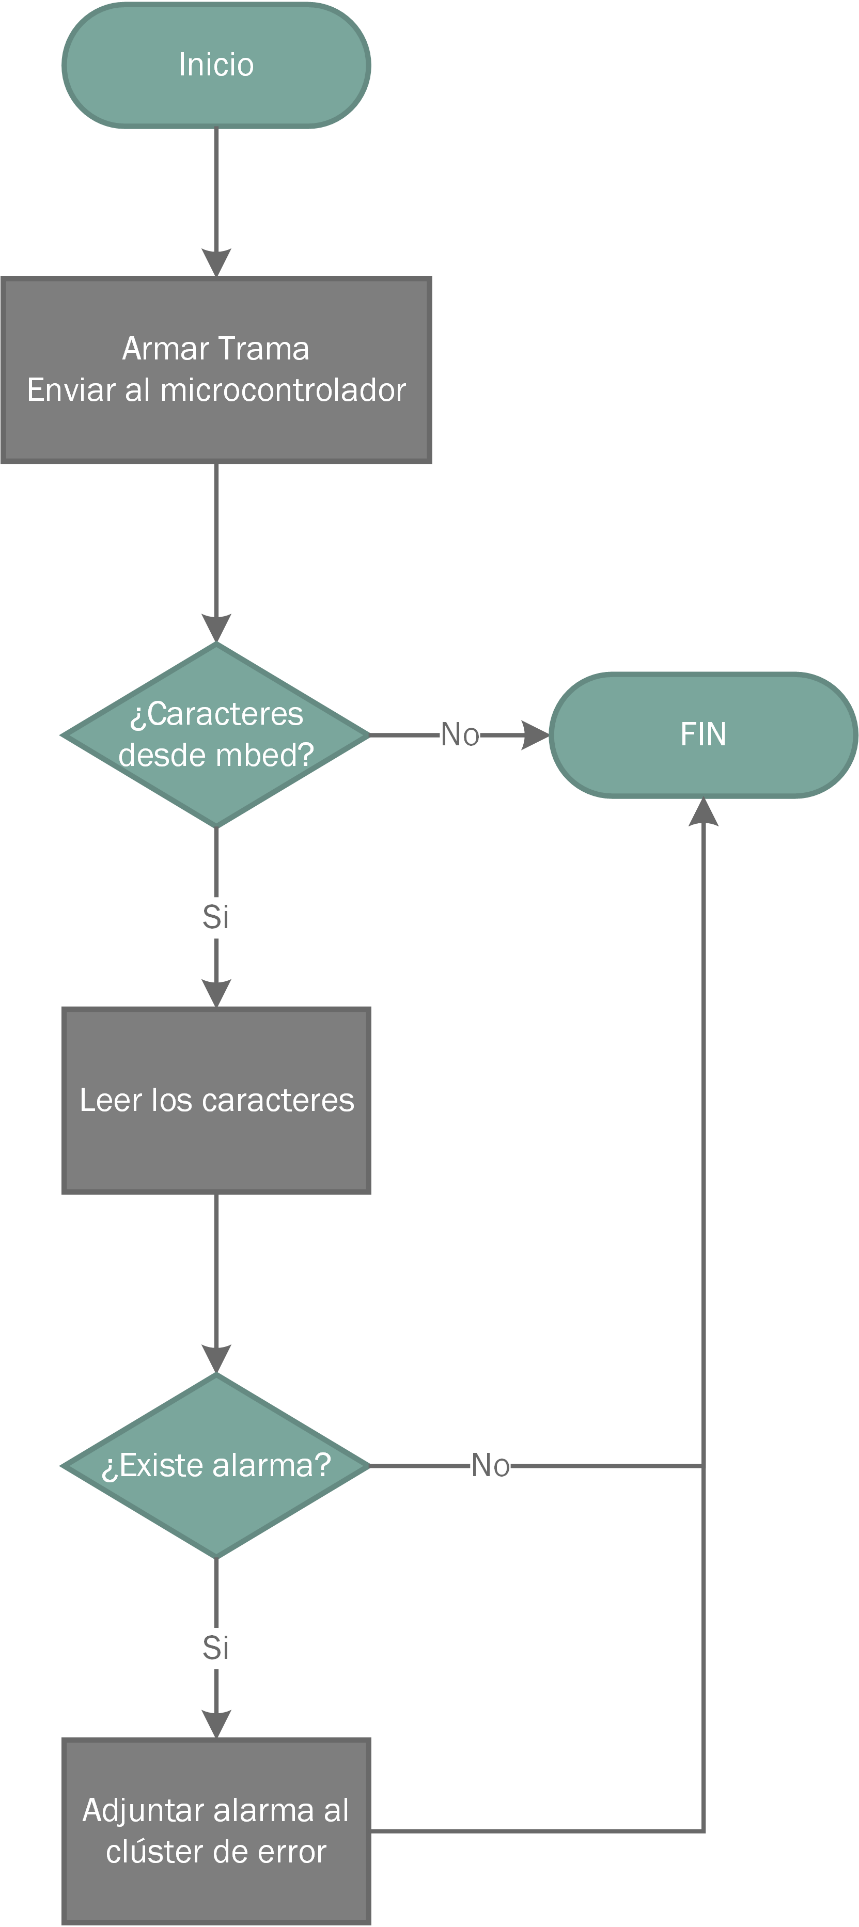 Inicio
Armar Trama
Enviar al microcontrolador
¿Caracteres
desde mbed?
No
FIN
Si
Leer los caracteres
¿Existe alarma?
No
Si
Adjuntar alarma al
clúster de error